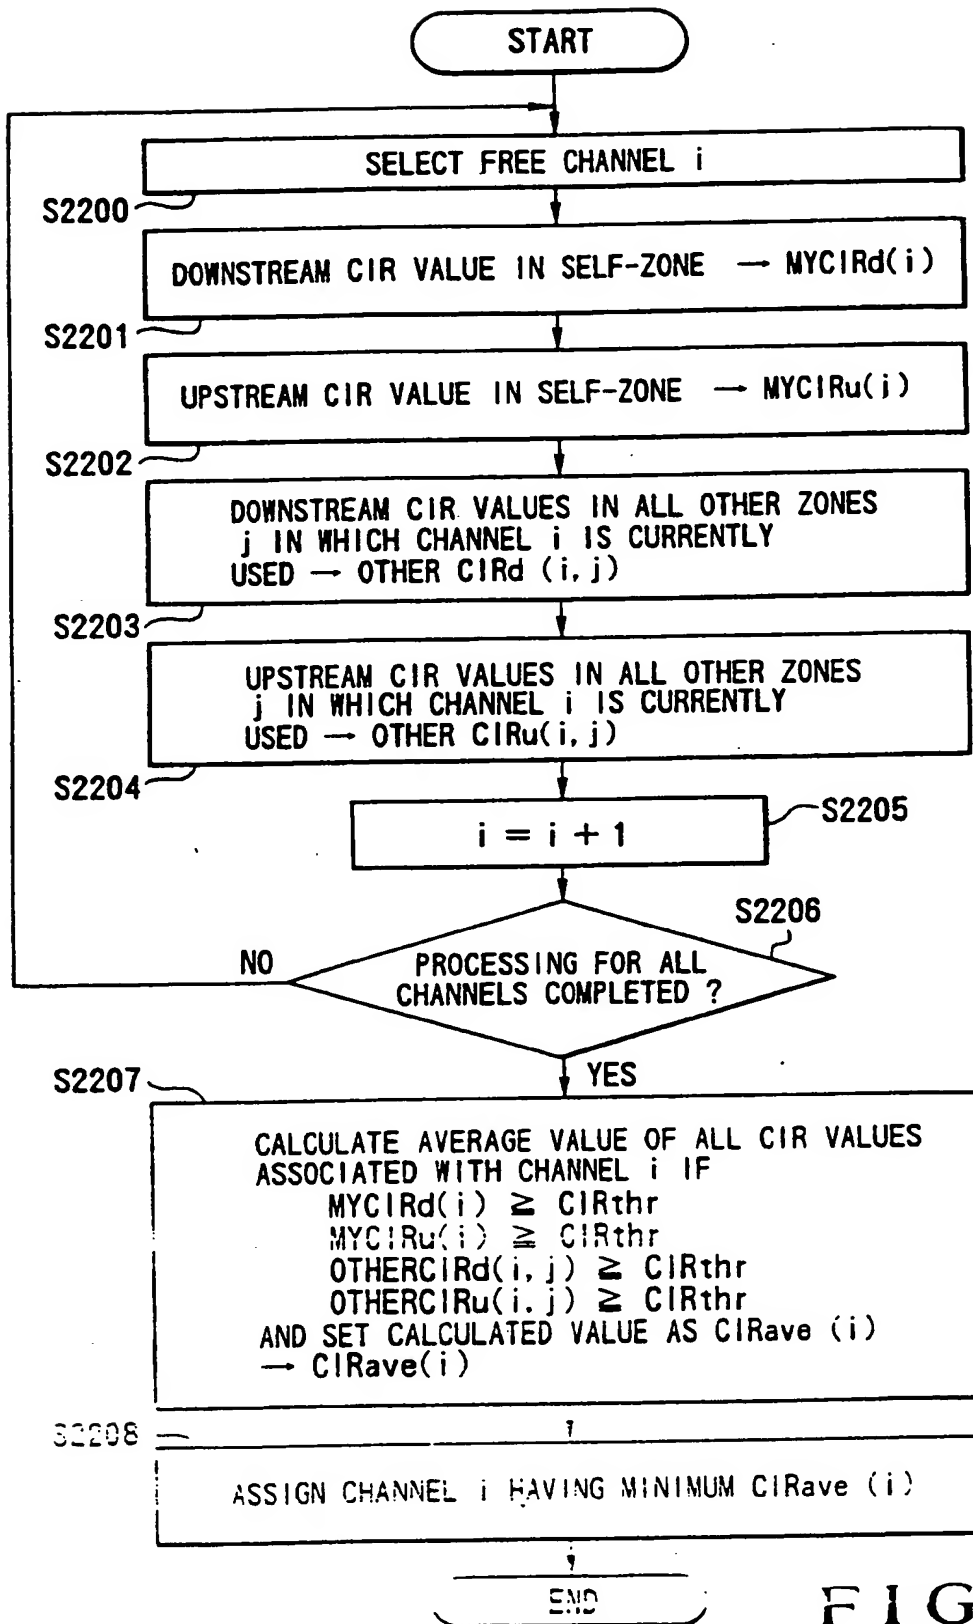 START
SELECT FREE CHANNEL i
S2200
DOWNSTREAM CIR VALUE IN SELF-ZONE → MYCIRd(i)
S2201
UPSTREAM CIR VALUE IN SELF-ZONE → MYCIRu(i)
S2202
DOWNSTREAM CIR VALUES IN ALL OTHER ZONES
j IN WHICH CHANNEL i IS CURRENTLY
USED → OTHER CIRd (i,j)
S2203
UPSTREAM CIR VALUES IN ALL OTHER ZONES
j IN WHICH CHANNEL i IS CURRENTLY
USED → OTHER CIRu(i,j)
S2204
S2205
i = i + 1
S2206
NO
PROCESSING FOR ALL
CHANNELS COMPLETED ?
YES
S2207
CALCULATE AVERAGE VALUE OF ALL CIR VALUES
ASSOCIATED WITH CHANNEL i IF
MYCIRd(i) ≧ CIRthr
MYCIRu(i) ≧ CIRthr
OTHERCIRd(i,j) ≧ CIRthr
OTHERCIRu(i.j) ≧ CIRthr
AND SET CALCULATED VALUE AS CIRave (i)
→ CIRave(i)
S2208
ASSIGN CHANNEL i HAVING MINIMUM CIRave (i)
END
FIG